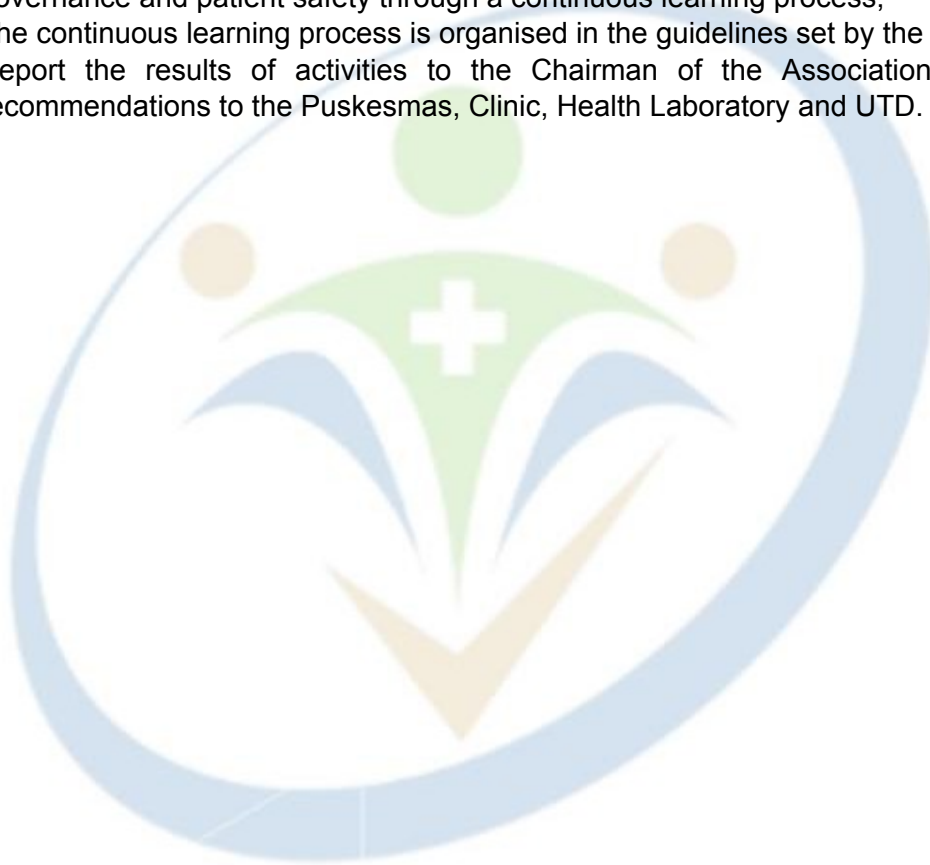 overnance and patient safety through a continuous learning process;
he continuous learning process is organised in the guidelines set by the
eport the results of activities to the Chairman of the Association
ecommendations to the Puskesmas, Clinic, Health Laboratory and UTD.